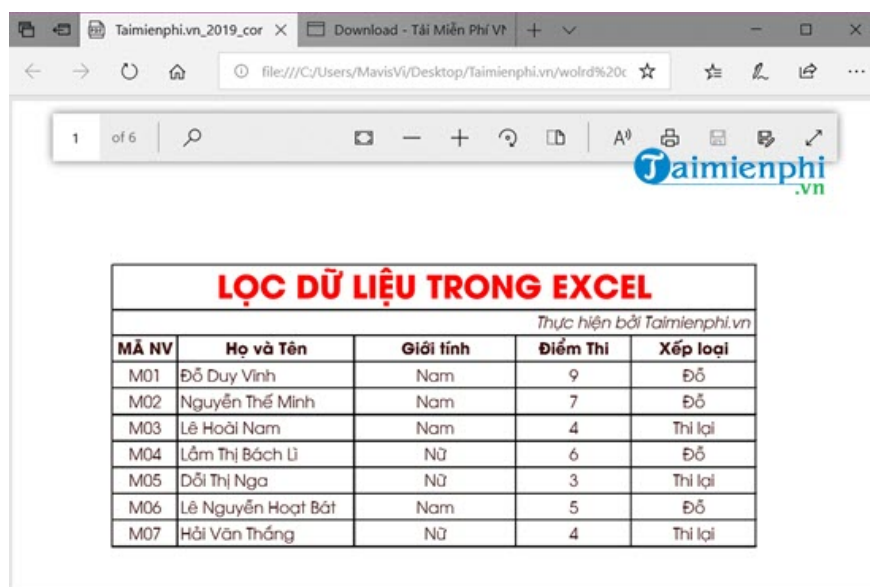 Taimienphi.vn_2019_cor
Download - Tải Miễn Phí VN
file:///C:/Users/MavisVi/Desktop/Taimienphi.vn/wolrd%20c
1 of 6
Taimienphi
.vn
LỌC DỮ LIỆU TRONG EXCEL
Thực hiện bởi Taimienphi.vn
MÃ NV Họ và Tên Giới tính Điểm Thi Xếp loại
M01 Đỗ Duy Vĩnh Nam 9 Đỗ
M02 Nguyễn Thế Minh Nam 7 Đỗ
M03 Lê Hoài Nam Nam 4 Thi lại
M04 Lầm Thị Bách Lì Nữ 6 Đỗ
M05 Dỗi Thị Nga Nữ 3 Thi lại
M06 Lê Nguyễn Hoạt Bát Nam 5 Đỗ
M07 Hải Văn Thắng Nữ 4 Thi lại